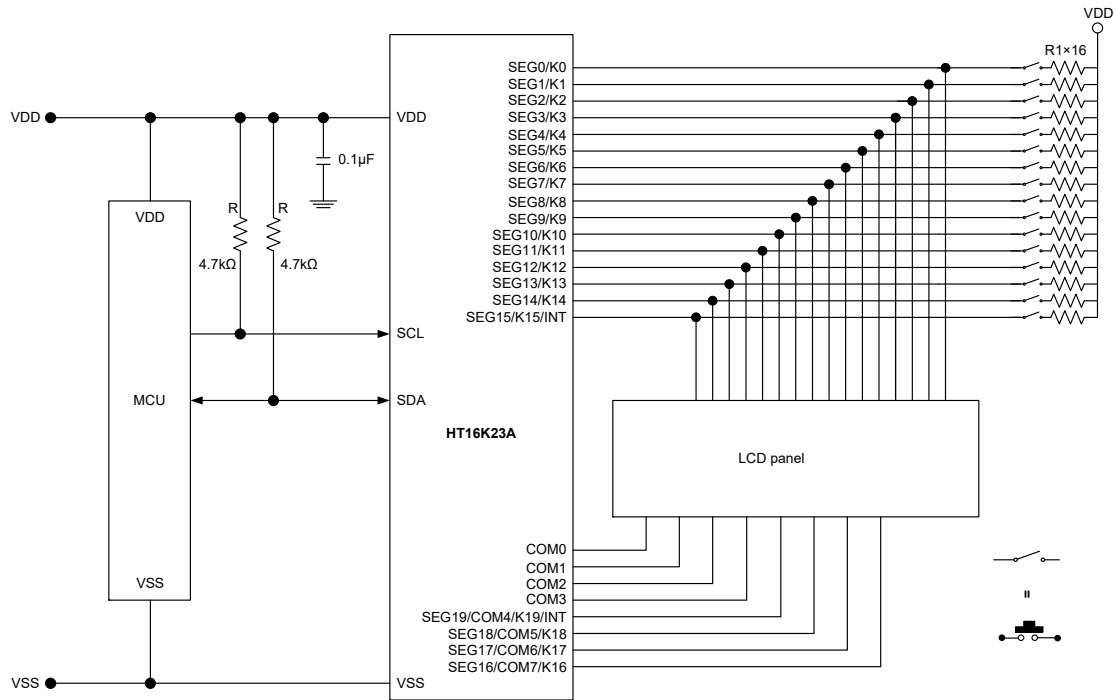 VDD
R1×16
SEG0/K0
SEG1/K1
SEG2/K2
SEG3/K3
SEG4/K4
SEG5/K5
SEG6/K6
SEG7/K7
SEG8/K8
SEG9/K9
SEG10/K10
SEG11/K11
SEG12/K12
SEG13/K13
SEG14/K14
SEG15/K15/INT
VDD
VDD
0.1µF
VDD
R
R
4.7kΩ
4.7kΩ
SCL
MCU
SDA
HT16K23A
LCD panel
COM0
COM1
COM2
COM3
SEG19/COM4/K19/INT
SEG18/COM5/K18
SEG17/COM6/K17
SEG16/COM7/K16
VSS
VSS
VSS
=